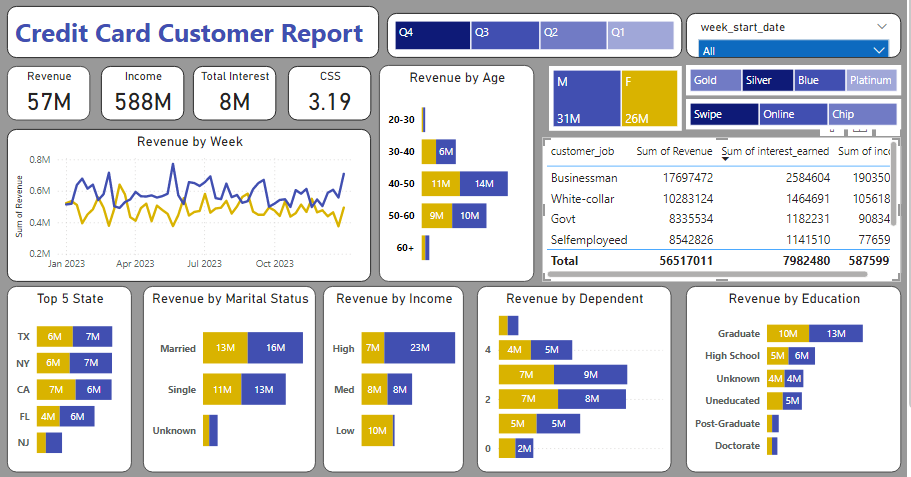 Credit Card Customer Report
Q4 Q3 Q2 Q1
week_start_date
All
Revenue
57M
Income
588M
Total Interest
8M
CSS
3.19
Revenue by Age
20-30
30-40 6M
40-50 11M 14M
50-60 9M 10M
60+
M F
31M 26M
Gold Silver Blue Platinum
Swipe Online Chip
Revenue by Week
Sum of Revenue
0.8M
0.6M
0.4M
0.2M
Jan 2023 Apr 2023 Jul 2023 Oct 2023
customer_job Sum of Revenue Sum of interest_earned Sum of inc
Businessman 17697472 2584604 190350
White-collar 10283124 1464691 105618
Govt 8335534 1182231 90834
Selfemployeed 8542826 1141510 77659
Total 56517011 7982480 587599
Top 5 State
TX 6M 7M
NY 6M 7M
CA 7M 6M
FL 4M 6M
NJ
Revenue by Marital Status
Married 13M 16M
Single 11M 13M
Unknown
Revenue by Income
High 7M 23M
Med 8M 8M
Low 10M
Revenue by Dependent
4 4M 5M
7M 9M
2 7M 8M
5M 5M
0 2M
Revenue by Education
Graduate 10M 13M
High School 5M 6M
Unknown 4M 4M
Uneducated 5M
Post-Graduate
Doctorate